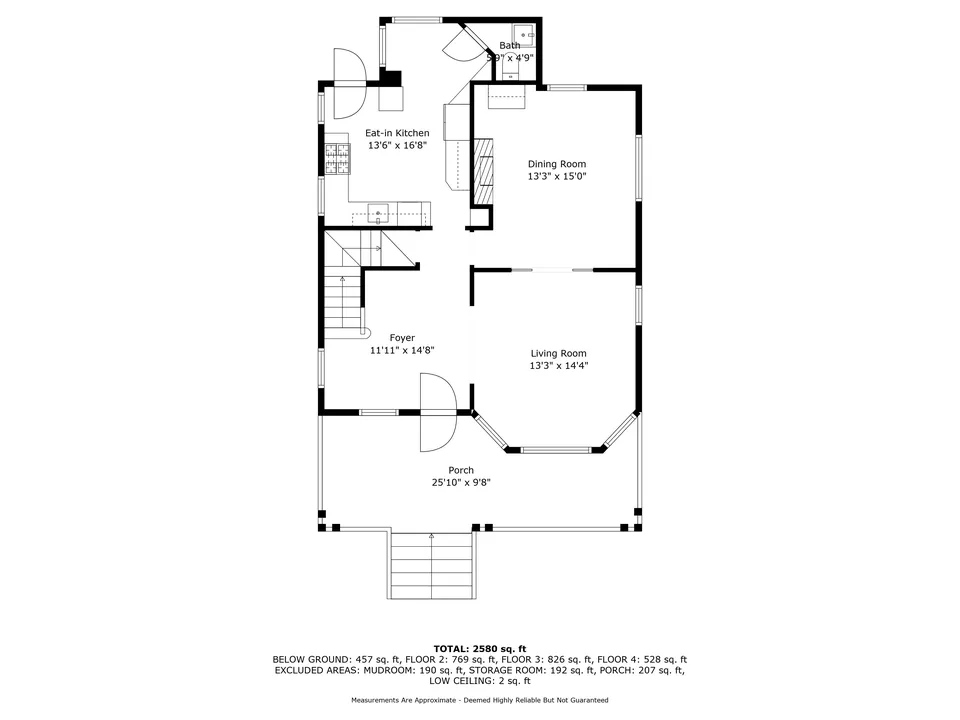 Bath
5'9" x 4'9"
Eat-in Kitchen
13'6" x 16'8"
Dining Room
13'3" x 15'0"
Foyer
11'11" x 14'8"
Living Room
13'3" x 14'4"
Porch
25'10" x 9'8"
TOTAL: 2580 sq. ft
BELOW GROUND: 457 sq. ft, FLOOR 2: 769 sq. ft, FLOOR 3: 826 sq. ft, FLOOR 4: 528 sq. ft
EXCLUDED AREAS: MUDROOM: 190 sq. ft, STORAGE ROOM: 192 sq. ft, PORCH: 207 sq. ft,
LOW CEILING: 2 sq. ft
Measurements Are Approximate - Deemed Highly Reliable But Not Guaranteed